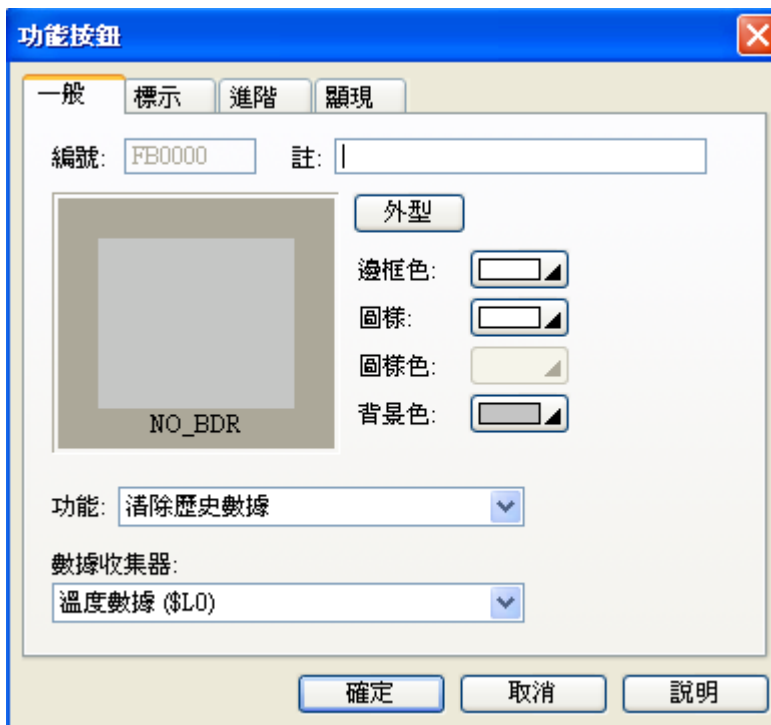 功能按鈕
一般 標示 進階 顯現
編號: FB0000 註:
外型
邊框色:
圖樣:
圖樣色:
背景色:
NO_BDR
功能: 清除歷史數據
數據收集器:
溫度數據 ($L0)
確定 取消 說明